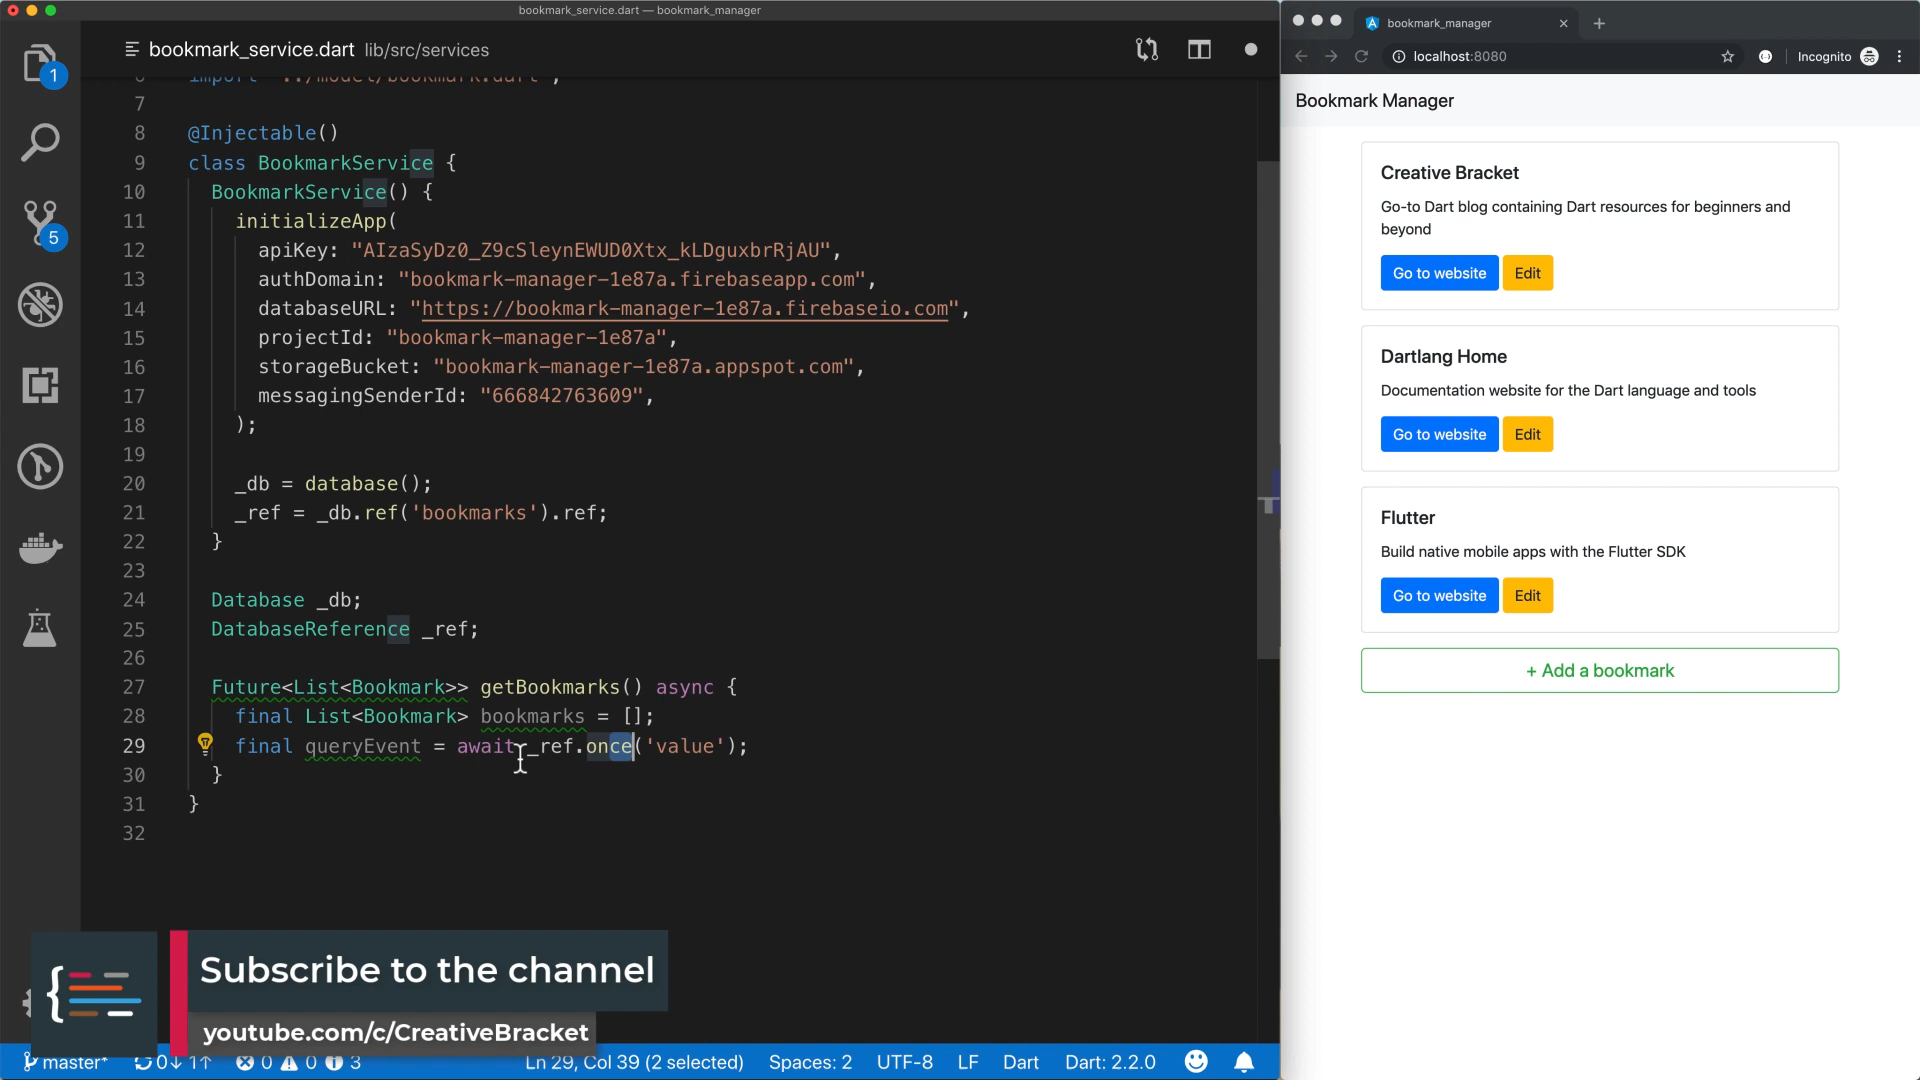 bookmark_service.dart — bookmark_manager
bookmark_service.dart lib/src/services
1
5
6 import '../model/bookmark.dart';
7
8 @Injectable()
9 class BookmarkService {
10 BookmarkService() {
11 initializeApp(
12 apiKey: "AIzaSyDz0_Z9cSleynEWUD0Xtx_kLDguxbrRjAU",
13 authDomain: "bookmark-manager-1e87a.firebaseapp.com",
14 databaseURL: "https://bookmark-manager-1e87a.firebaseio.com",
15 projectId: "bookmark-manager-1e87a",
16 storageBucket: "bookmark-manager-1e87a.appspot.com",
17 messagingSenderId: "666842763609",
18 );
19
20 _db = database();
21 _ref = _db.ref('bookmarks').ref;
22 }
23
24 Database _db;
25 DatabaseReference _ref;
26
27 Future<List<Bookmark>> getBookmarks() async {
28 final List<Bookmark> bookmarks = [];
29 final queryEvent = await _ref.once('value');
30 }
31 }
32
Subscribe to the channel
youtube.com/c/CreativeBracket
master* 0↓ 1↑ 0 0 3 Ln 29, Col 39 (2 selected) Spaces: 2 UTF-8 LF Dart Dart: 2.2.0
bookmark_manager
localhost:8080 Incognito
Bookmark Manager
Creative Bracket
Go-to Dart blog containing Dart resources for beginners and
beyond
Go to website Edit
Dartlang Home
Documentation website for the Dart language and tools
Go to website Edit
Flutter
Build native mobile apps with the Flutter SDK
Go to website Edit
+ Add a bookmark